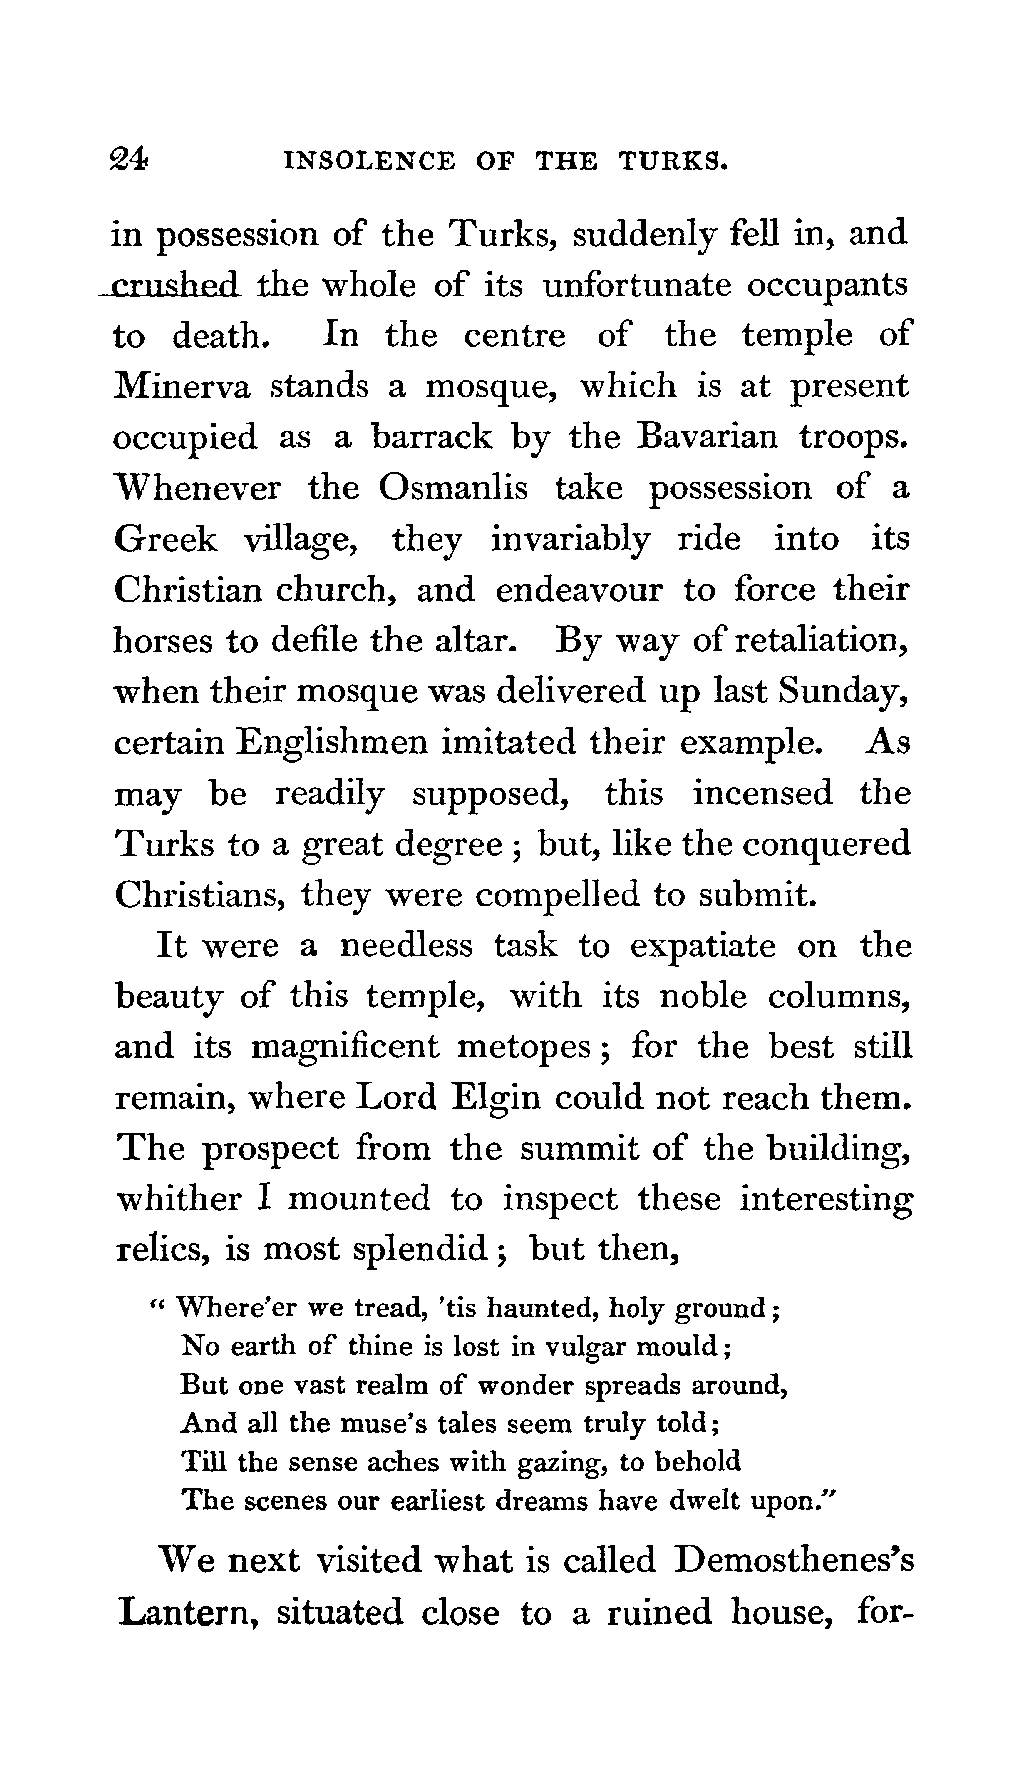 24 INSOLENCE OF THE TURKS.
in possession of the Turks, suddenly fell in, and
crushed the whole of its unfortunate occupants
to death. In the centre of the temple of
Minerva stands a mosque, which is at present
occupied as a barrack by the Bavarian troops.
Whenever the Osmanlis take possession of a
Greek village, they invariably ride into its
Christian church, and endeavour to force their
horses to defile the altar. By way of retaliation,
when their mosque was delivered up last Sunday,
certain Englishmen imitated their example. As
may be readily supposed, this incensed the
Turks to a great degree ; but, like the conquered
Christians, they were compelled to submit.
It were a needless task to expatiate on the
beauty of this temple, with its noble columns,
and its magnificent metopes ; for the best still
remain, where Lord Elgin could not reach them.
The prospect from the summit of the building,
whither I mounted to inspect these interesting
relics, is most splendid ; but then,
" Where'er we tread, 'tis haunted, holy ground ;
No earth of thine is lost in vulgar mould ;
But one vast realm of wonder spreads around,
And all the muse's tales seem truly told ;
Till the sense aches with gazing, to behold
The scenes our earliest dreams have dwelt upon."
We next visited what is called Demosthenes's
Lantern, situated close to a ruined house, for-